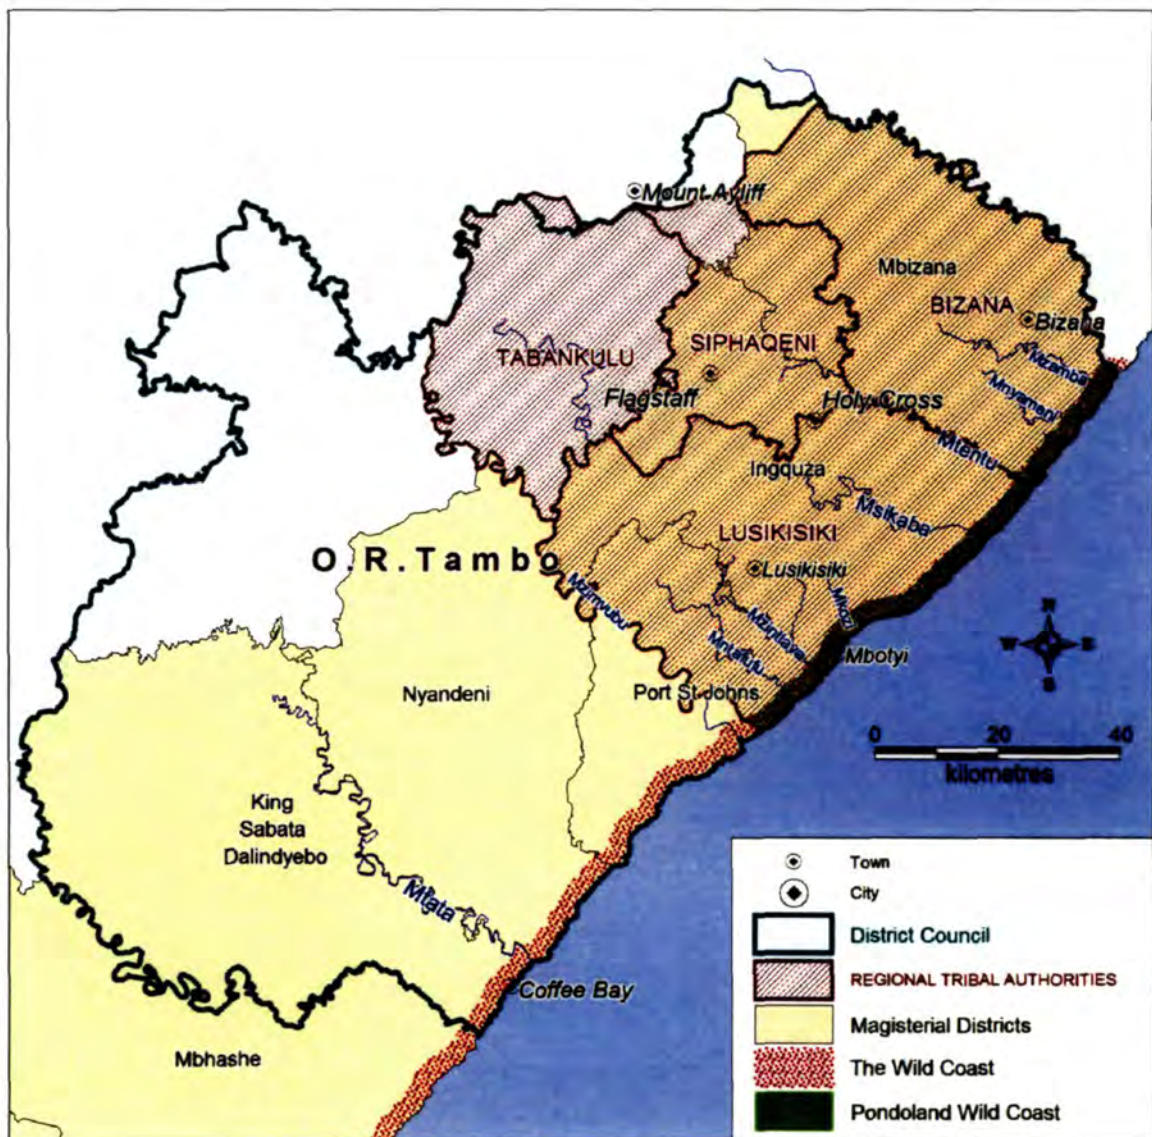 Mount Ayliff
Mbizana
BIZANA
Bizana
SIPHAQENI
TABANKULU
Mzamba
Flagstaff
Holy Cross
Mnyameni
Mtentu
Ingquza
Msikaba
LUSIKISIKI
O.R.Tambo
Lusikisiki
Mzimvubu
Mkozi
Mzintlava
Mntafufu
Mbotyi
N
W E
S
Nyandeni
Port St Johns
0 20 40
kilometres
King
Sabata
Dalindyebo
Mtata
Coffee Bay
Mbhashe
Town
City
District Council
REGIONAL TRIBAL AUTHORITIES
Magisterial Districts
The Wild Coast
Pondoland Wild Coast